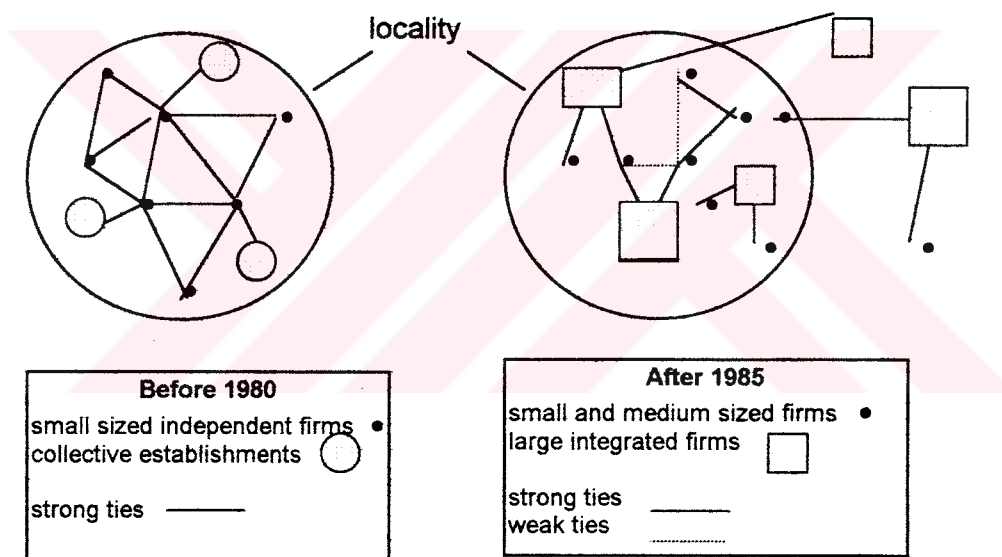 locality
Before 1980
small sized independent firms
collective establishments
strong ties
After 1985
small and medium sized firms
large integrated firms
strong ties
weak ties